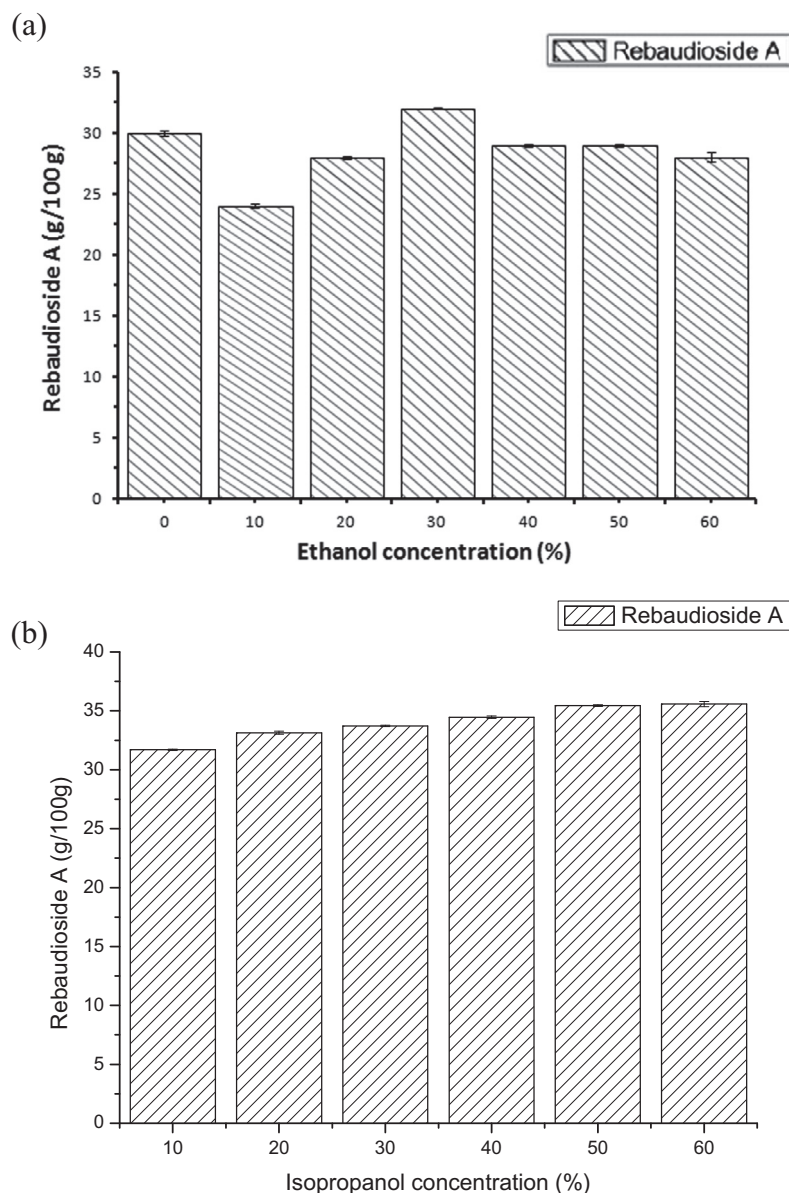 (a)
Rebaudioside A
Rebaudioside A (g/100 g)
35
30
25
20
15
10
5
0
0 10 20 30 40 50 60
Ethanol concentration (%)
(b)
Rebaudioside A
Rebaudioside A (g/100g)
40
35
30
25
20
15
10
5
0
10 20 30 40 50 60
Isopropanol concentration (%)